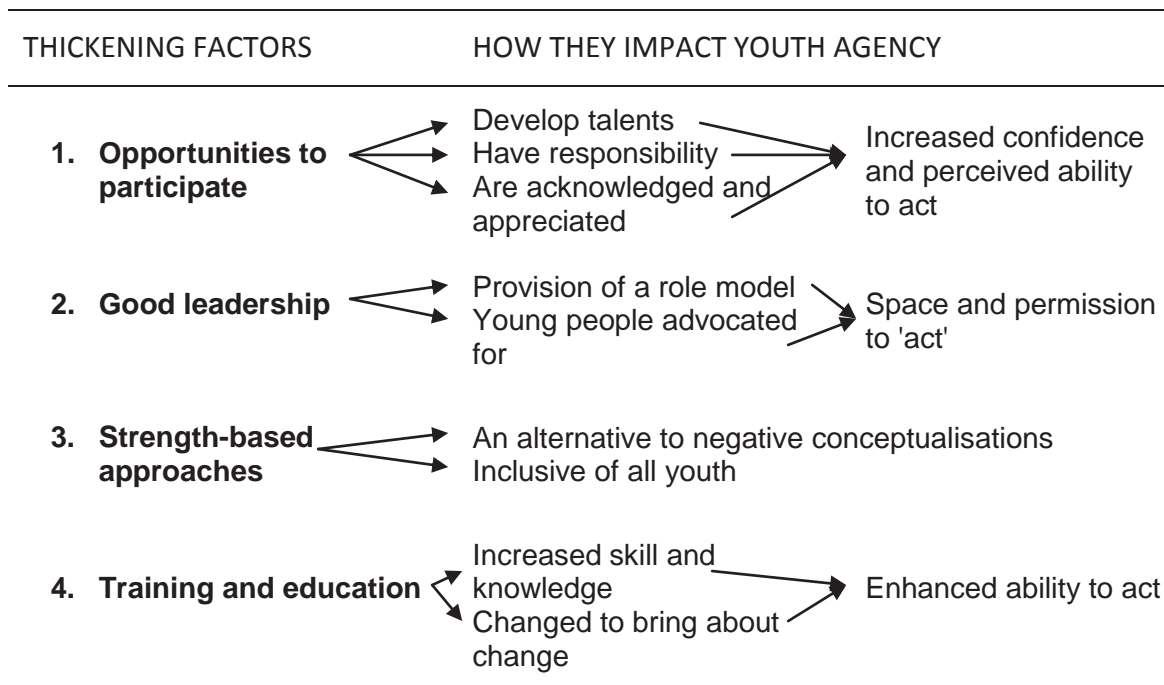 THICKENING FACTORS
HOW THEY IMPACT YOUTH AGENCY
1. Opportunities to
participate
Develop talents
Have responsibility
Are acknowledged and
appreciated
Increased confidence
and perceived ability
to act
2. Good leadership
Provision of a role model
Young people advocated
for
Space and permission
to 'act'
3. Strength-based
approaches
An alternative to negative conceptualisations
Inclusive of all youth
4. Training and education
Increased skill and
knowledge
Changed to bring about
change
Enhanced ability to act